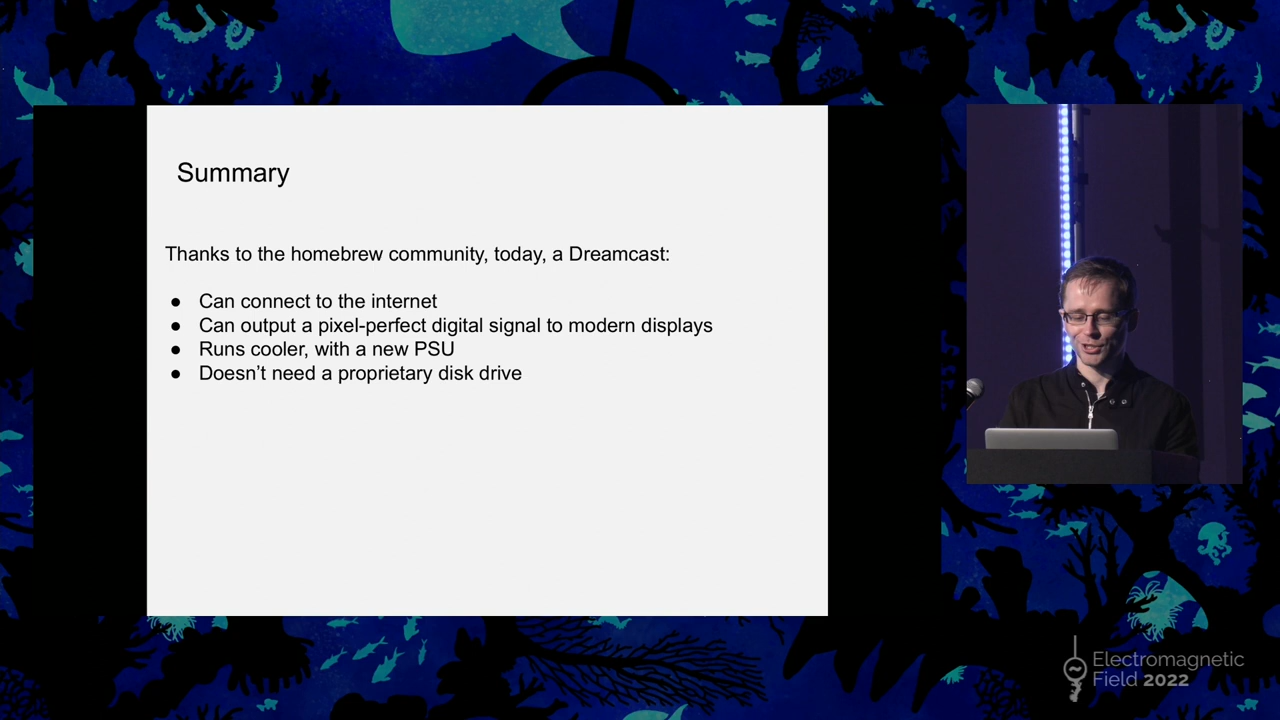 Summary
Thanks to the homebrew community, today, a Dreamcast:
● Can connect to the internet
● Can output a pixel-perfect digital signal to modern displays
● Runs cooler, with a new PSU
● Doesn’t need a proprietary disk drive
Electromagnetic
Field 2022